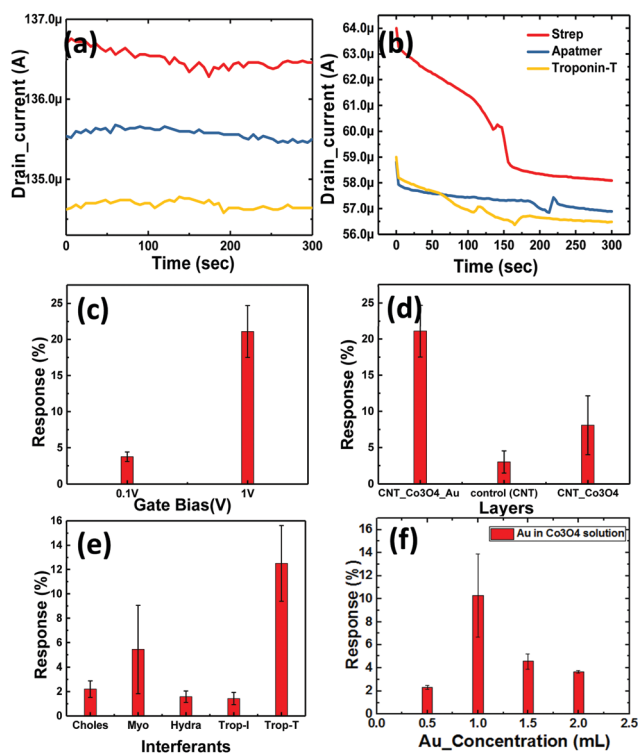 (a)
137.0µ
136.0µ
135.0µ
Drain_current (A)
0
100
200
300
Time (sec)
(b)
Strep
Apatmer
Troponin-T
64.0µ
63.0µ
62.0µ
61.0µ
60.0µ
59.0µ
58.0µ
57.0µ
56.0µ
Drain_current (A)
0
50
100
150
200
250
300
Time (sec)
(c)
25
20
15
10
5
0
Response (%)
0.1V
1V
Gate Bias(V)
(d)
25
20
15
10
5
0
Response (%)
CNT_Co3O4_Au
control (CNT)
CNT_Co3O4
Layers
(e)
16
14
12
10
8
6
4
2
0
Response (%)
Choles
Myo
Hydra
Trop-I
Trop-T
Interferants
(f)
Au in Co3O4 solution
16
14
12
10
8
6
4
2
0
Response (%)
0.0
0.5
1.0
1.5
2.0
2.5
Au_Concentration (mL)